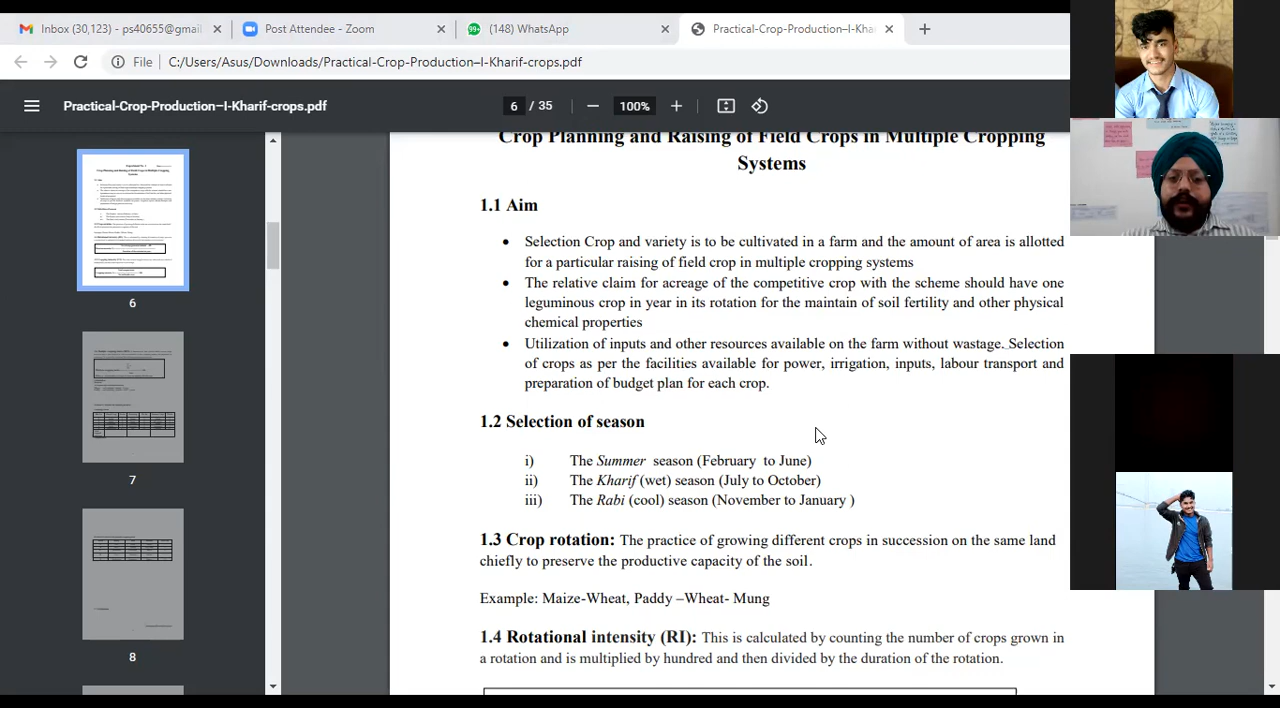 Inbox (30,123) - ps40655@gmail
Post Attendee - Zoom
99+
(148) WhatsApp
Practical-Crop-Production–I-Kha
File
C:/Users/Asus/Downloads/Practical-Crop-Production–I-Kharif-crops.pdf
Practical-Crop-Production–I-Kharif-crops.pdf
6 / 35
100%
Crop Planning and Raising of Field Crops in Multiple Cropping
Systems
1.1 Aim
• Selection Crop and variety is to be cultivated in a farm and the amount of area is allotted
for a particular raising of field crop in multiple cropping systems
• The relative claim for acreage of the competitive crop with the scheme should have one
leguminous crop in year in its rotation for the maintain of soil fertility and other physical
chemical properties
• Utilization of inputs and other resources available on the farm without wastage. Selection
of crops as per the facilities available for power, irrigation, inputs, labour transport and
preparation of budget plan for each crop.
1.2 Selection of season
i) The Summer season (February to June)
ii) The Kharif (wet) season (July to October)
iii) The Rabi (cool) season (November to January )
1.3 Crop rotation: The practice of growing different crops in succession on the same land
chiefly to preserve the productive capacity of the soil.
Example: Maize-Wheat, Paddy –Wheat- Mung
1.4 Rotational intensity (RI): This is calculated by counting the number of crops grown in
a rotation and is multiplied by hundred and then divided by the duration of the rotation.
6
7
8